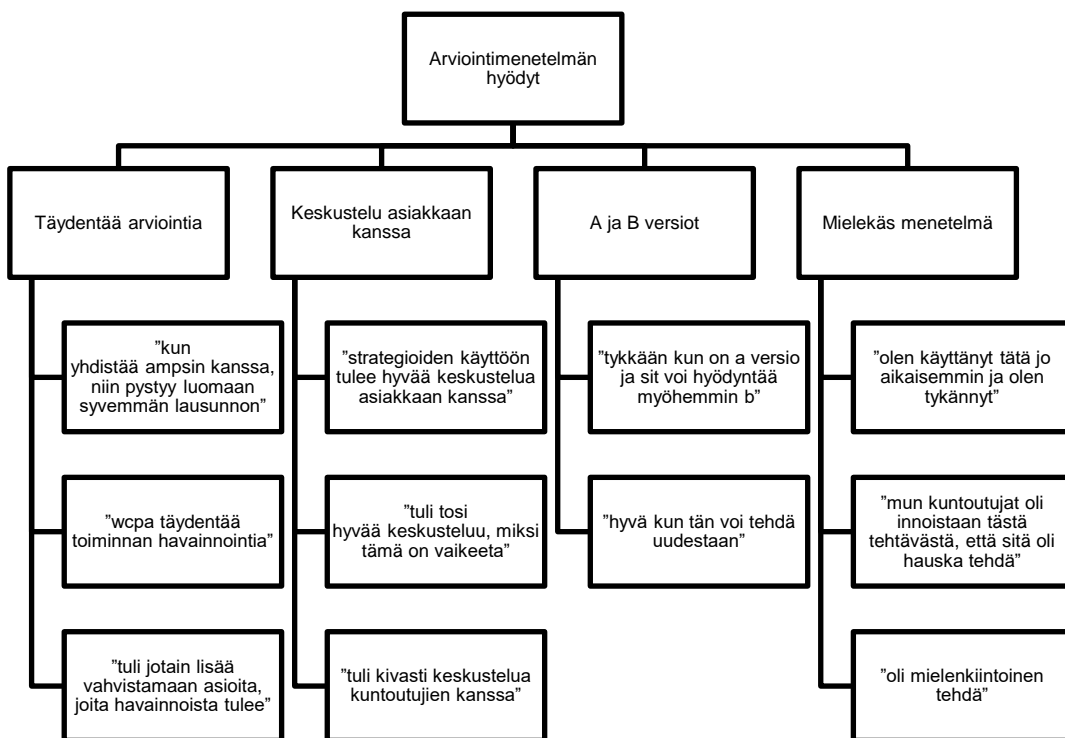 Arviointimenetelmän
hyödyt
Täydentää arviointia
Keskustelu asiakkaan
kanssa
A ja B versiot
Mielekäs menetelmä
”kun
yhdistää ampsin kanssa,
niin pystyy luomaan
syvemmän lausunnon”
”strategioiden käyttöön
tulee hyvää keskustelua
asiakkaan kanssa”
”tykkään kun on a versio
ja sit voi hyödyntää
myöhemmin b”
”olen käyttänyt tätä jo
aikaisemmin ja olen
tykännyt”
”wcpa täydentää
toiminnan havainnointia”
”tuli tosi
hyvää keskusteluu, miksi
tämä on vaikeeta”
”hyvä kun tän voi tehdä
uudestaan”
”mun kuntoutujat oli
innoistaan tästä
tehtävästä, että sitä oli
hauska tehdä”
”tuli jotain lisää
vahvistamaan asioita,
joita havainnoista tulee”
”tuli kivasti keskustelua
kuntoutujien kanssa”
”oli mielenkiintoinen
tehdä”